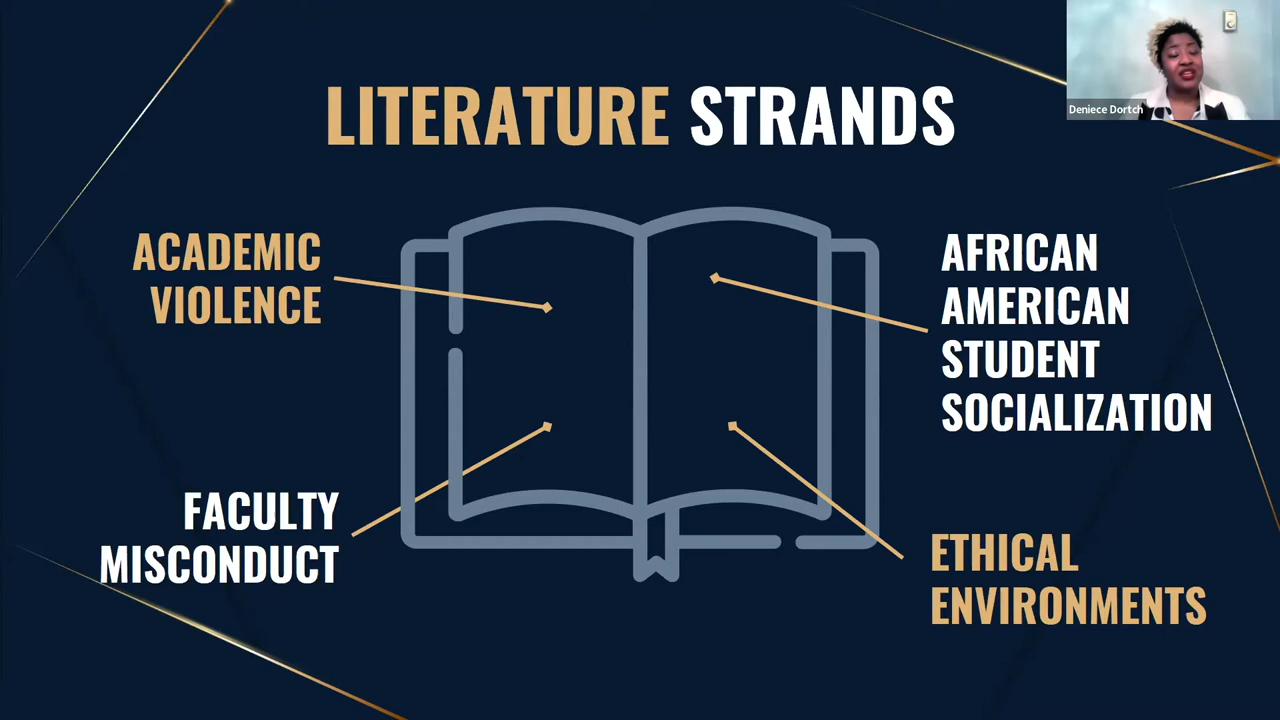 LITERATURE STRANDS
Deniece Dortch
ACADEMIC
VIOLENCE
FACULTY
MISCONDUCT
AFRICAN
AMERICAN
STUDENT
SOCIALIZATION
ETHICAL
ENVIRONMENTS